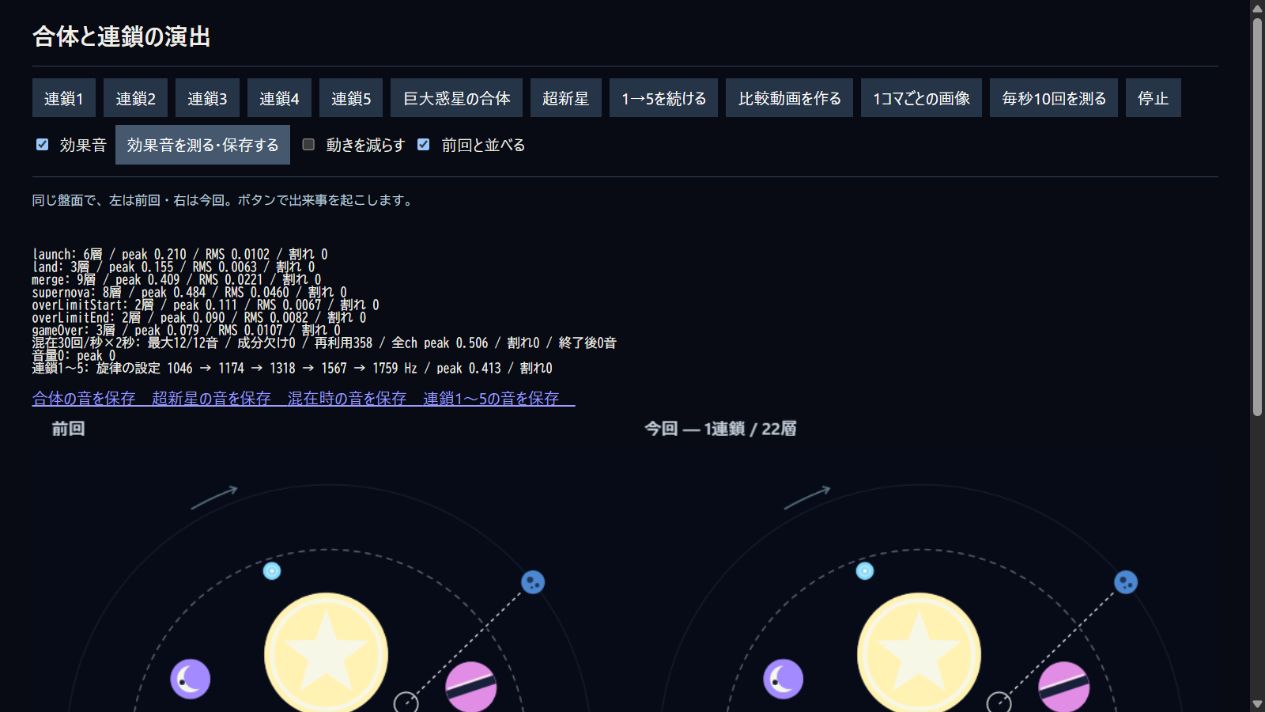 合体と連鎖の演出
連鎖1 連鎖2 連鎖3 連鎖4 連鎖5 巨大惑星の合体 超新星 1→5を続ける 比較動画を作る 1コマごとの画像 毎秒10回を測る 停止
効果音 効果音を測る・保存する 動きを減らす 前回と並べる
同じ盤面で、左は前回・右は今回。ボタンで出来事を起こします。
launch: 6層 / peak 0.210 / RMS 0.0102 / 割れ 0
land: 3層 / peak 0.155 / RMS 0.0063 / 割れ 0
merge: 9層 / peak 0.409 / RMS 0.0221 / 割れ 0
supernova: 8層 / peak 0.484 / RMS 0.0460 / 割れ 0
overLimitStart: 2層 / peak 0.111 / RMS 0.0067 / 割れ 0
overLimitEnd: 2層 / peak 0.090 / RMS 0.0082 / 割れ 0
gameOver: 3層 / peak 0.079 / RMS 0.0107 / 割れ 0
混在30回/秒×2秒: 最大12/12音 / 成分欠け0 / 再利用358 / 全ch peak 0.506 / 割れ0 / 終了後0音
音量0: peak 0
連鎖1〜5: 旋律の設定 1046 → 1174 → 1318 → 1567 → 1759 Hz / peak 0.413 / 割れ0
合体の音を保存 超新星の音を保存 混在時の音を保存 連鎖1〜5の音を保存
前回 今回 — 1連鎖 / 22層